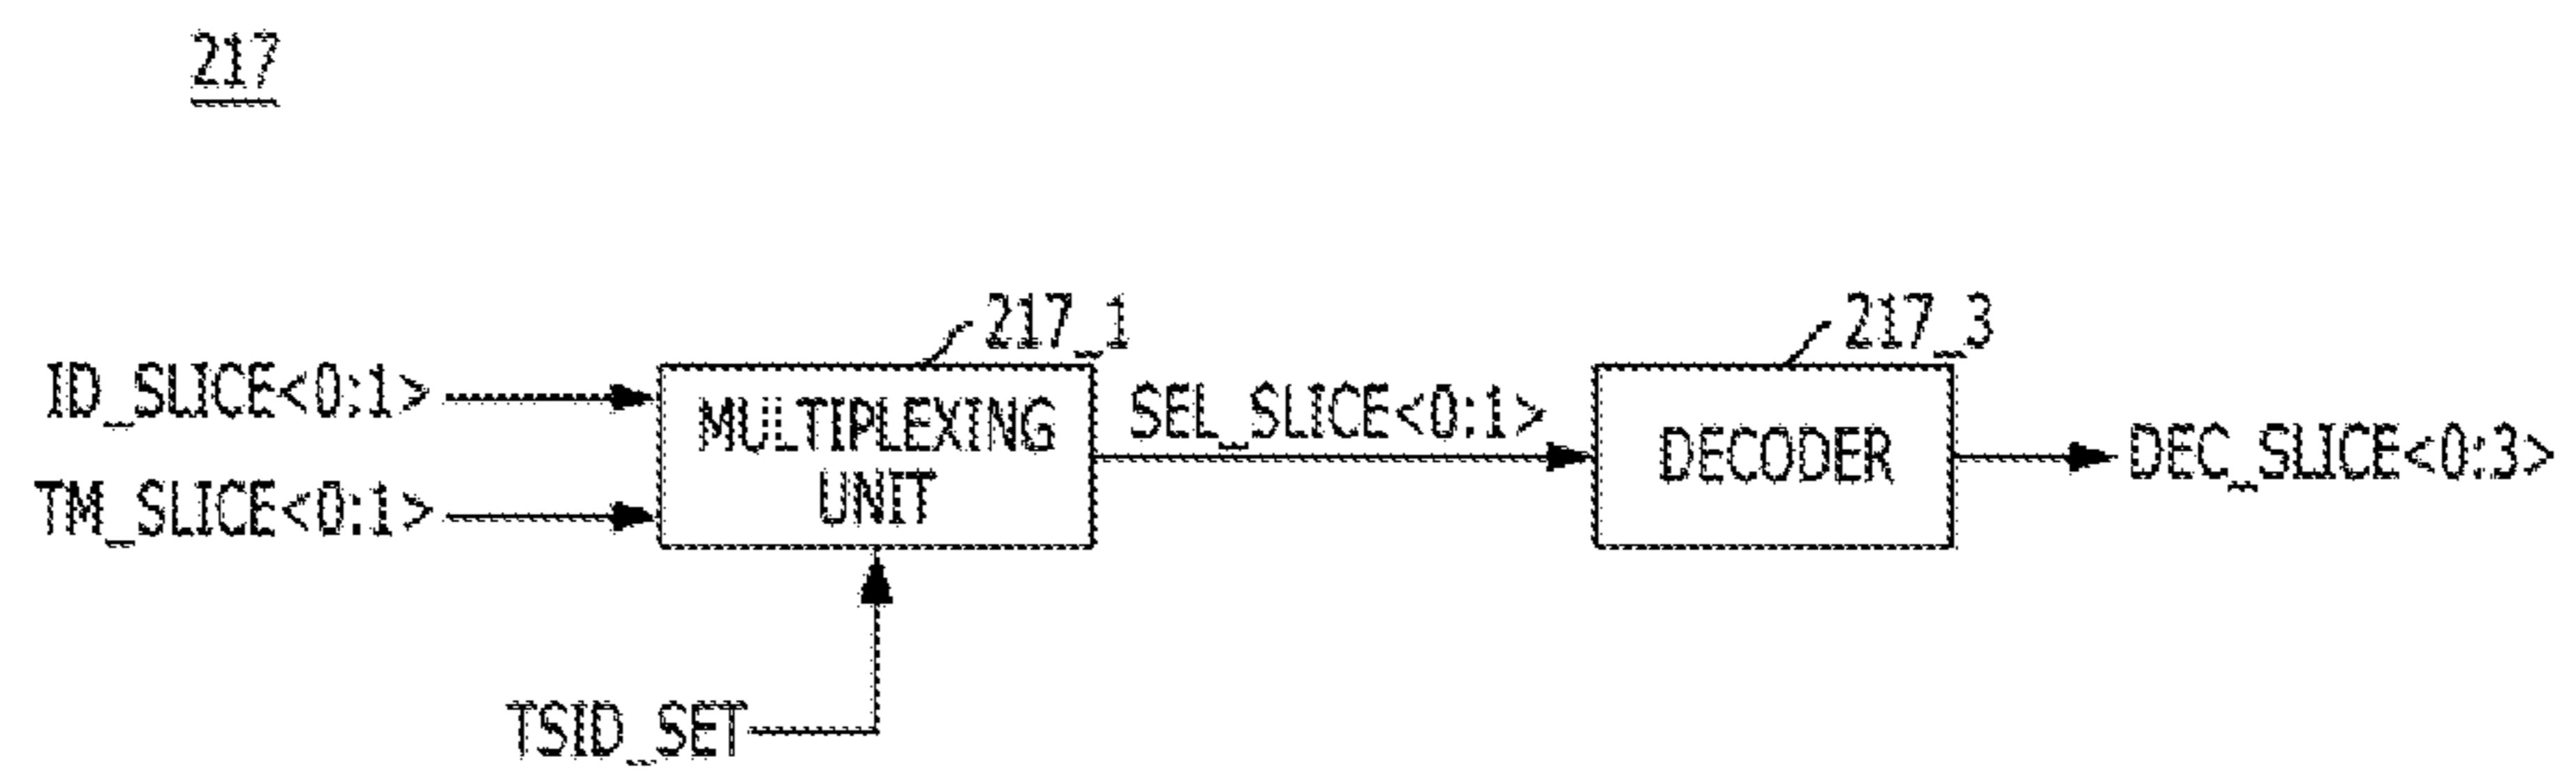 217
217_1
217_3
ID_SLICE<0:1>
MULTIPLEXING
UNIT
SEL_SLICE<0:1>
DECODER
DEC_SLICE<0:3>
TM_SLICE<0:1>
TSID_SET